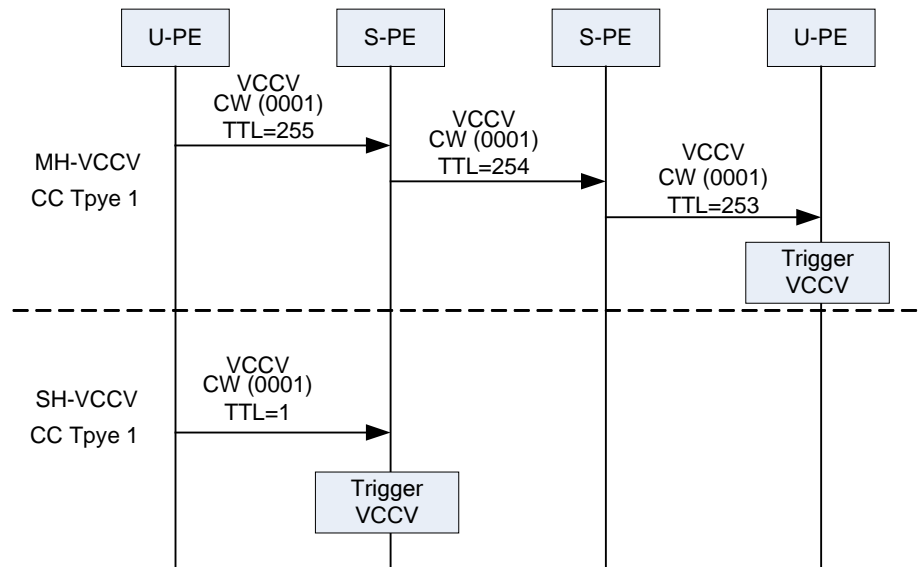 U-PE
S-PE
S-PE
U-PE
VCCV
CW (0001)
TTL=255
VCCV
CW (0001)
TTL=254
VCCV
CW (0001)
TTL=253
MH-VCCV
CC Tpye 1
Trigger
VCCV
VCCV
CW (0001)
TTL=1
SH-VCCV
CC Tpye 1
Trigger
VCCV